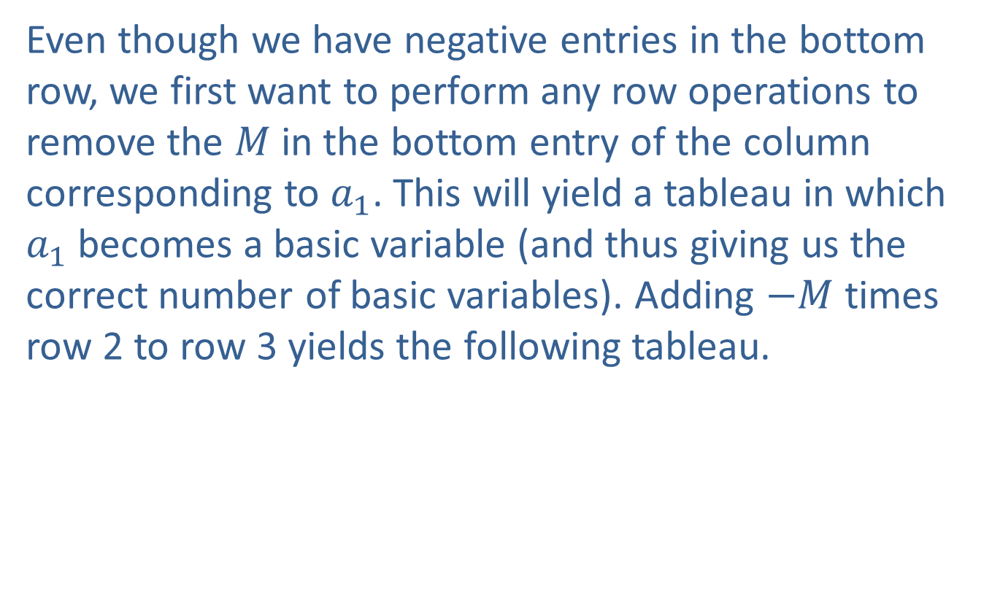 Even though we have negative entries in the bottom
row, we first want to perform any row operations to
remove the 𝑀 in the bottom entry of the column
corresponding to 𝑎₁. This will yield a tableau in which
𝑎₁ becomes a basic variable (and thus giving us the
correct number of basic variables). Adding −𝑀 times
row 2 to row 3 yields the following tableau.